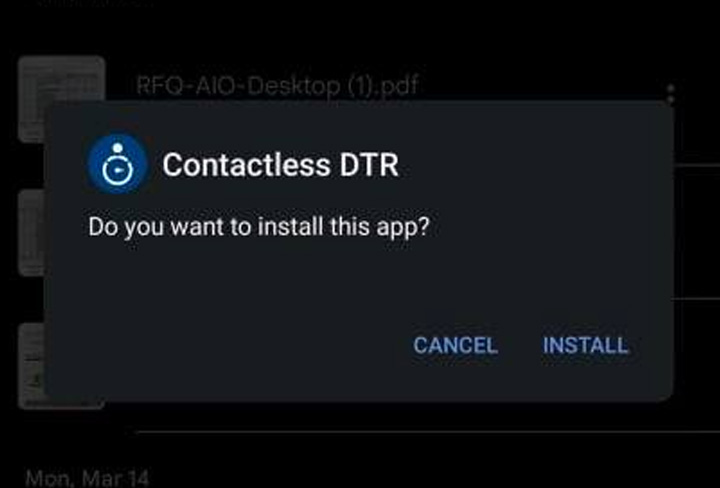 RFQ-AIO-Desktop (1).pdf
Contactless DTR
Do you want to install this app?
CANCEL
INSTALL
Mon, Mar 14